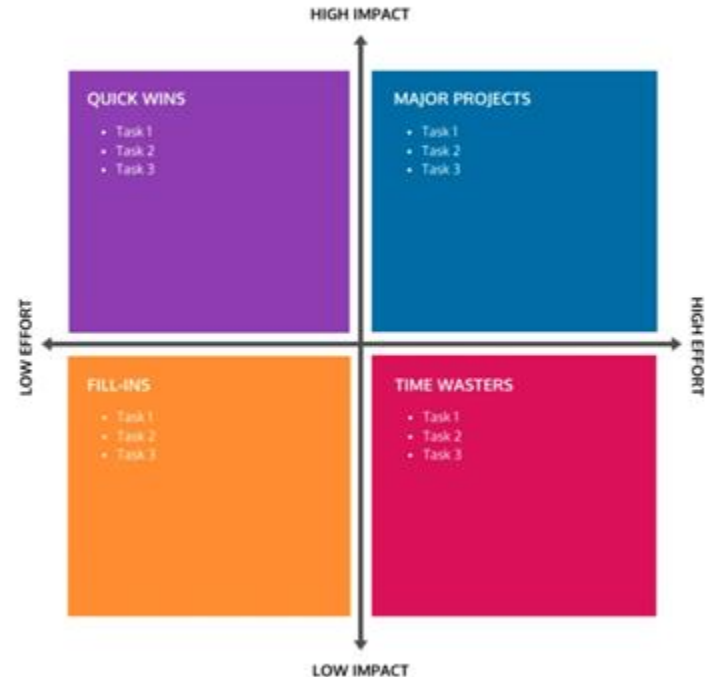 HIGH IMPACT
QUICK WINS
• Task 1
• Task 2
• Task 3
MAJOR PROJECTS
• Task 1
• Task 2
• Task 3
LOW EFFORT
HIGH EFFORT
FILL-INS
• Task 1
• Task 2
• Task 3
TIME WASTERS
• Task 1
• Task 2
• Task 3
LOW IMPACT